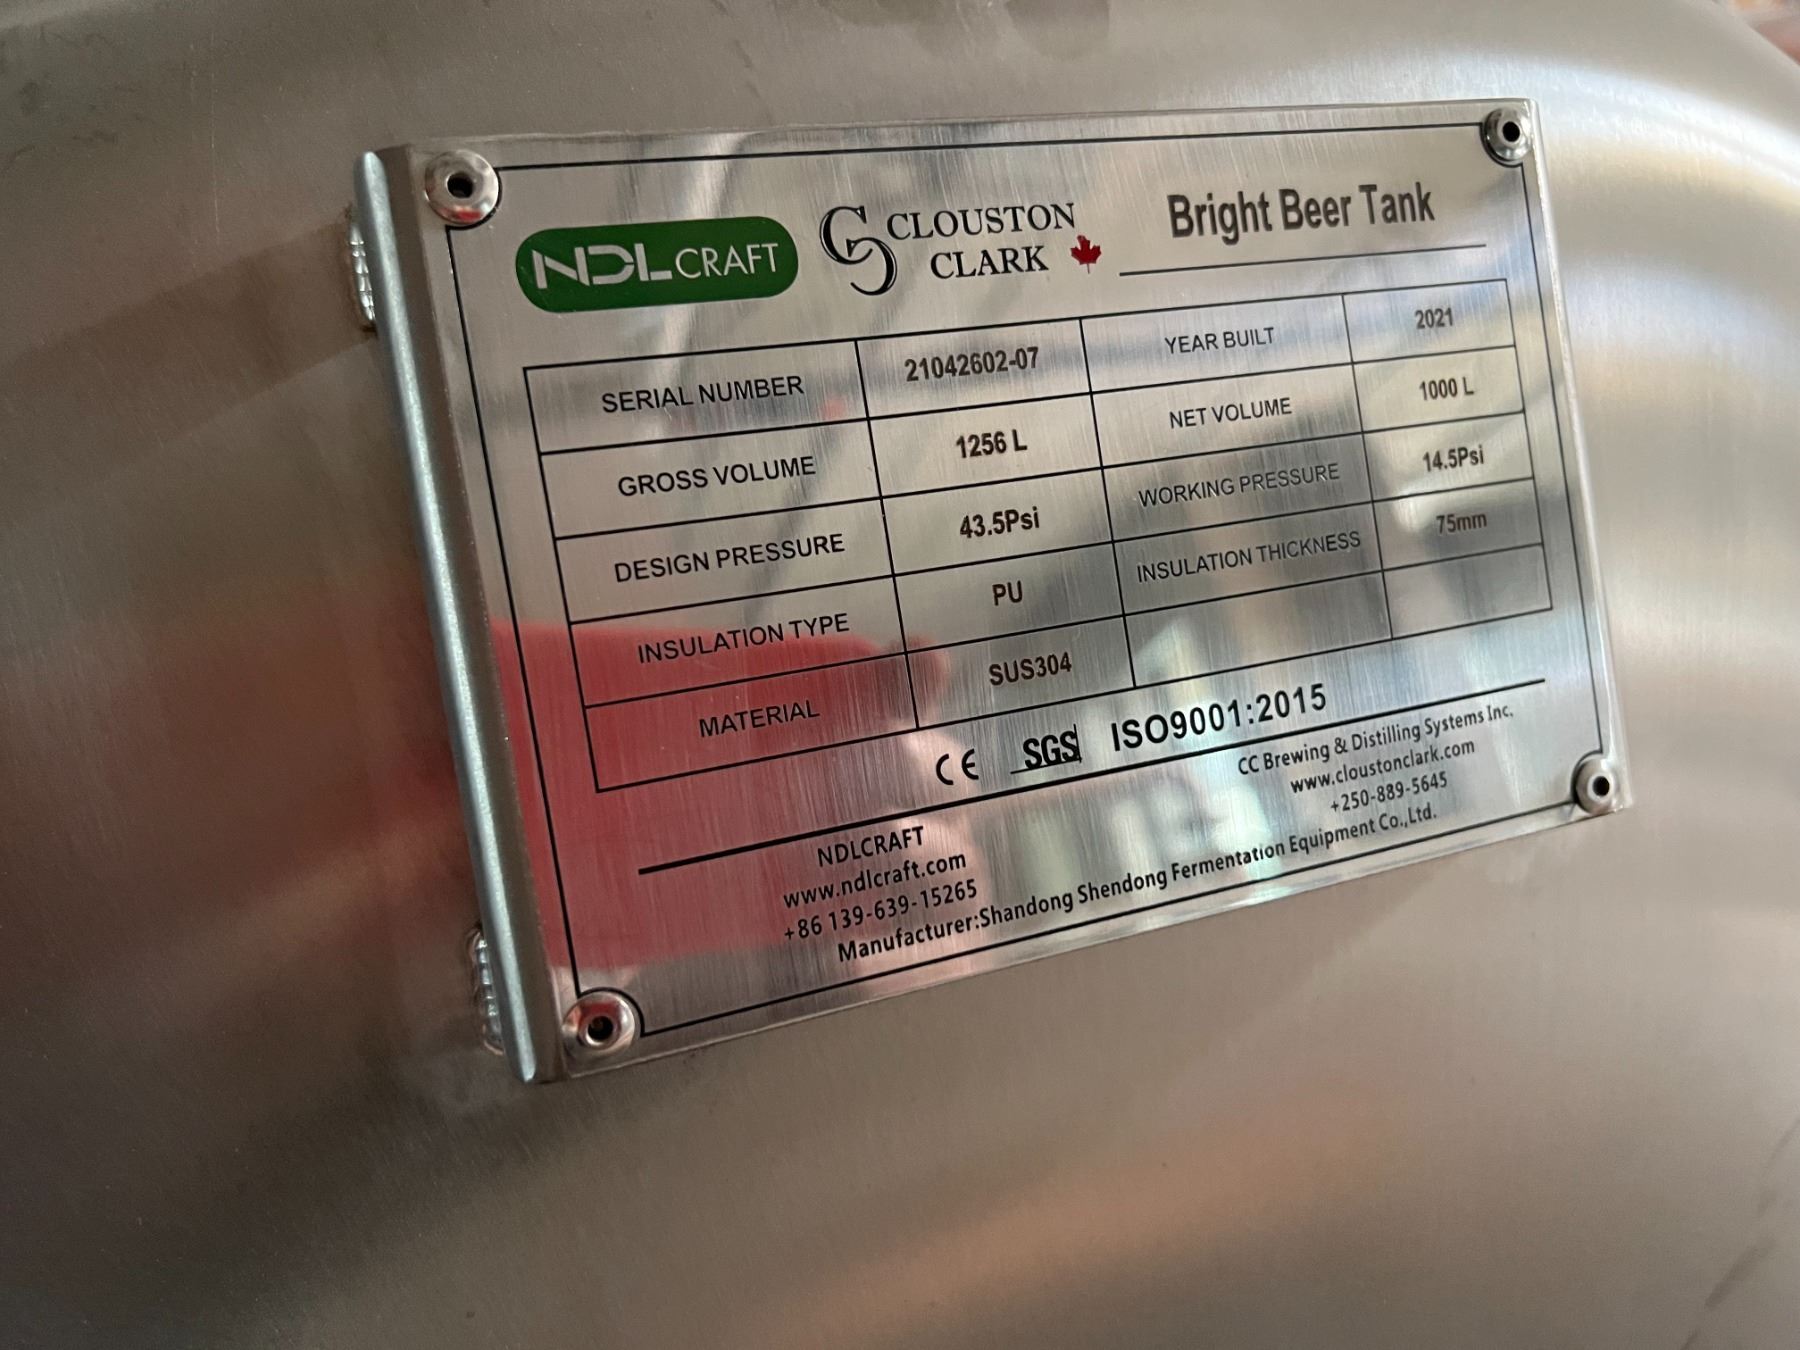 NDLCRAFT
CLOUSTON
CLARK
Bright Beer Tank
SERIAL NUMBER 21042602-07 YEAR BUILT 2021
GROSS VOLUME 1256 L NET VOLUME 1000 L
DESIGN PRESSURE 43.5Psi WORKING PRESSURE 14.5Psi
INSULATION TYPE PU INSULATION THICKNESS 75mm
MATERIAL SUS304
CE SGS ISO9001:2015
NDLCRAFT
www.ndlcraft.com
+86 139-639-15265
CC Brewing & Distilling Systems Inc.
www.cloustonclark.com
+250-889-5645
Manufacturer:Shandong Shendong Fermentation Equipment Co.,Ltd.